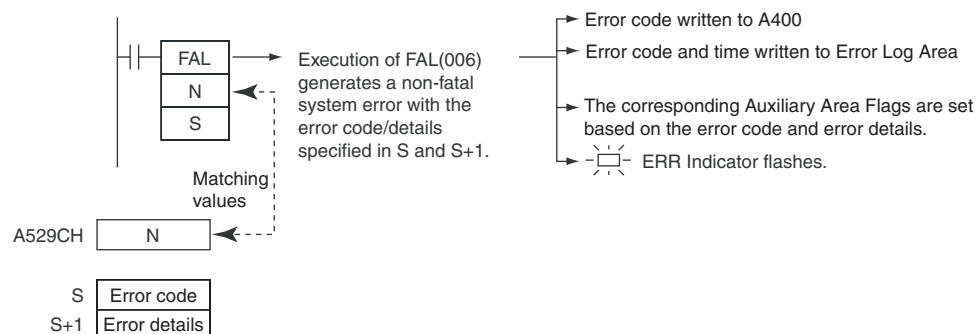 FAL
N
S
Execution of FAL(006)
generates a non-fatal
system error with the
error code/details
specified in S and S+1.
Error code written to A400
Error code and time written to Error Log Area
The corresponding Auxiliary Area Flags are set
based on the error code and error details.
ERR Indicator flashes.
Matching
values
A529CH N
S Error code
S+1 Error details